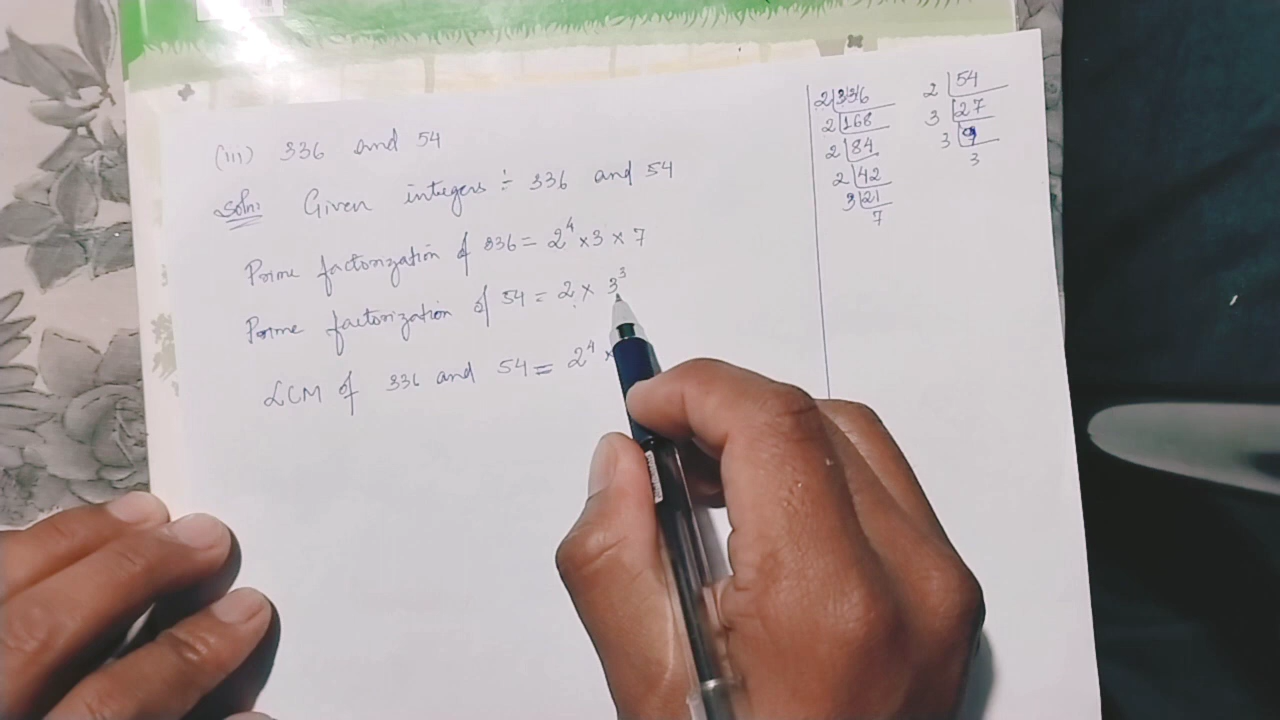 (iii) 336 and 54
Soln: Given integers ÷ 336 and 54
Prime factorization of 336 = 2⁴ × 3 × 7
Prime factorization of 54 = 2 × 3³
LCM of 336 and 54 = 2⁴ ×
2|336
2|168
2|84
2|42
3|21
7
2|54
3|27
3|9
3